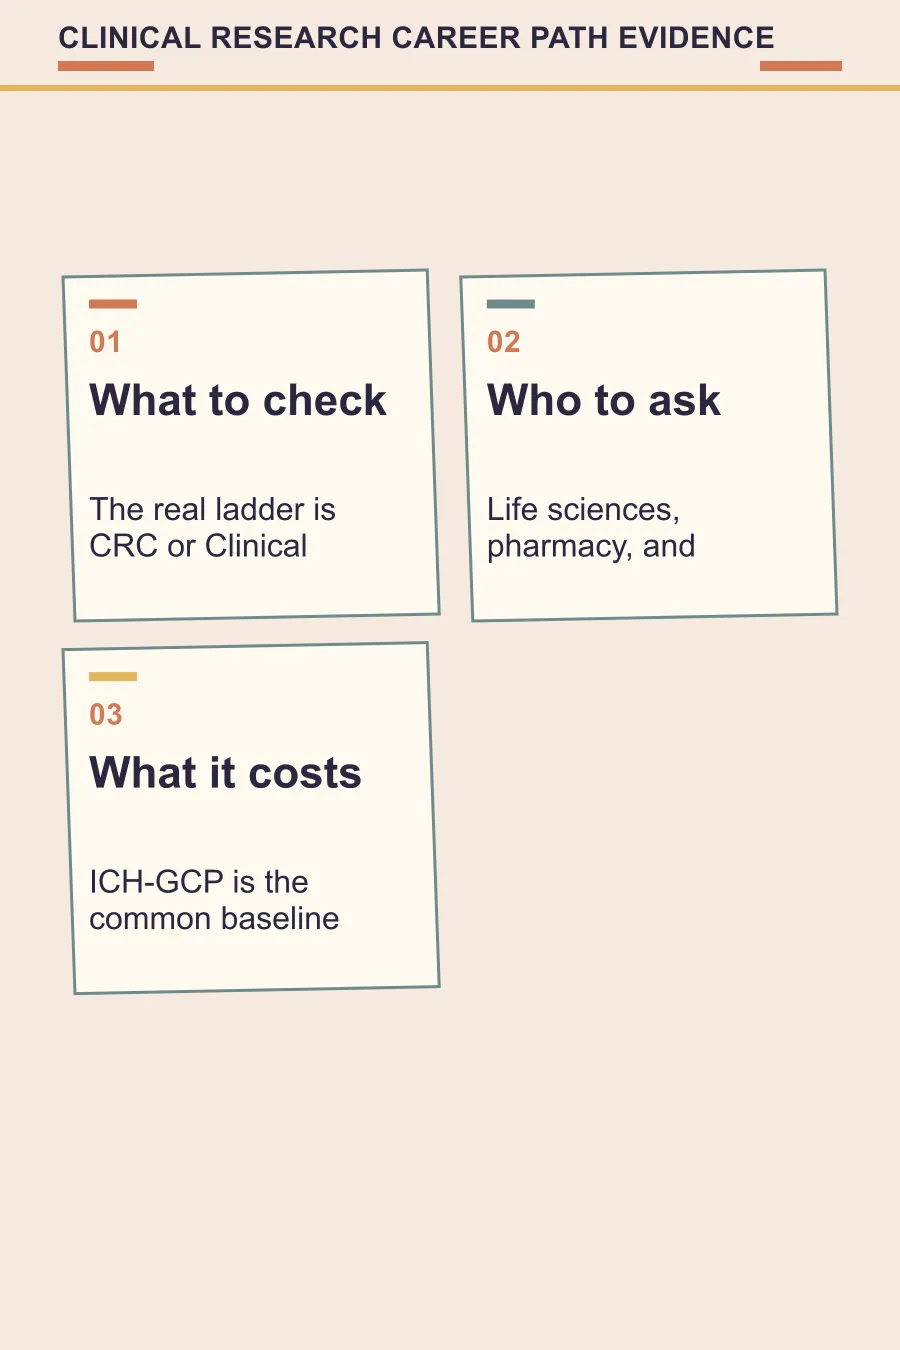 CLINICAL RESEARCH CAREER PATH EVIDENCE
01
What to check
The real ladder is
CRC or Clinical
02
Who to ask
Life sciences,
pharmacy, and
03
What it costs
ICH-GCP is the
common baseline